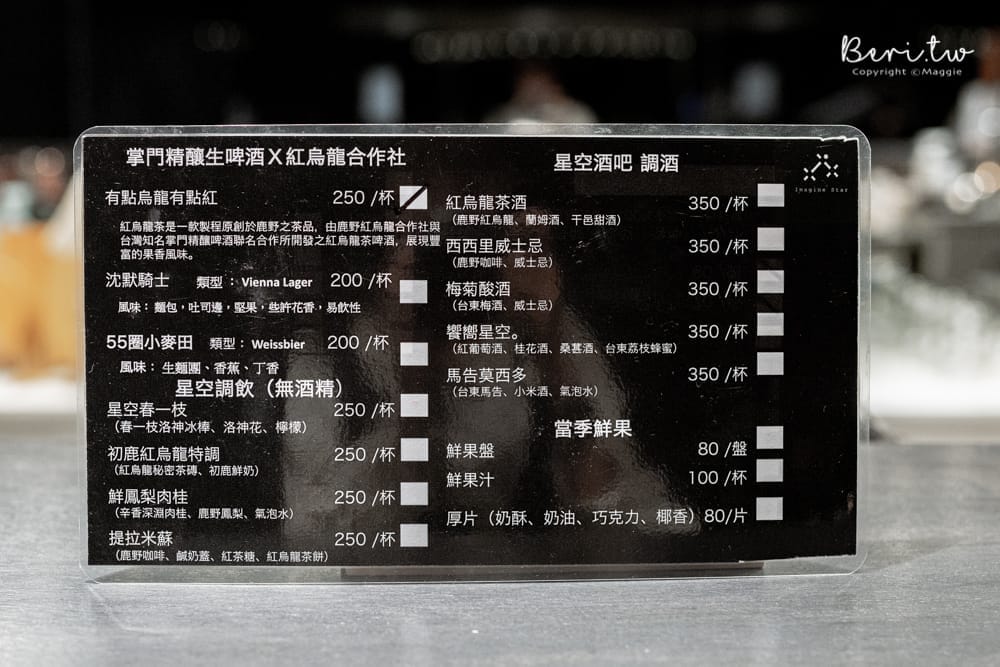 Beri.tw
Copyright ©Maggie
掌門精釀生啤酒X紅烏龍合作社
有點烏龍有點紅 250 /杯
紅烏龍茶是一款製程原創於鹿野之茶品，由鹿野紅烏龍合作社與
台灣知名掌門精釀啤酒聯名合作所開發之紅烏龍茶啤酒，展現豐
富的果香風味。
沈默騎士 類型：Vienna Lager 200 /杯
風味：麵包，吐司邊，堅果，些許花香，易飲性
55圈小麥田 類型：Weissbier 200 /杯
風味：生麵團、香蕉、丁香
星空調飲（無酒精）
星空春一枝 250 /杯
（春一枝洛神冰棒、洛神花、檸檬）
初鹿紅烏龍特調 250 /杯
（紅烏龍秘密茶磚、初鹿鮮奶）
鮮鳳梨肉桂 250 /杯
（辛香深淵肉桂、鹿野鳳梨、氣泡水）
提拉米蘇 250 /杯
（鹿野咖啡、鹹奶蓋、紅茶糖、紅烏龍茶餅）
星空酒吧 調酒
Imagine Star
紅烏龍茶酒 350 /杯
（鹿野紅烏龍、蘭姆酒、干邑甜酒）
西西里威士忌 350 /杯
（鹿野咖啡、威士忌）
梅菊酸酒 350 /杯
（台東梅酒、威士忌）
饗嚮星空。 350 /杯
（紅葡萄酒、桂花酒、桑葚酒、台東荔枝蜂蜜）
馬告莫西多 350 /杯
（台東馬告、小米酒、氣泡水）
當季鮮果
鮮果盤 80 /盤
鮮果汁 100 /杯
厚片（奶酥、奶油、巧克力、椰香）80/片